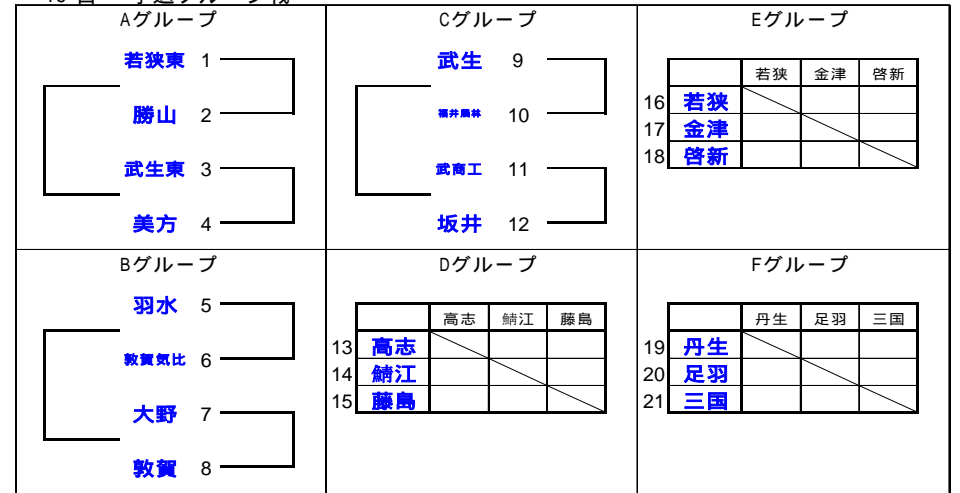 Aグループ
若狭東 1
勝山 2
武生東 3
美方 4
Cグループ
武生 9
福井農林 10
武商工 11
坂井 12
Eグループ
若狭 金津 啓新
16 若狭
17 金津
18 啓新
Bグループ
羽水 5
敦賀気比 6
大野 7
敦賀 8
Dグループ
高志 鯖江 藤島
13 高志
14 鯖江
15 藤島
Fグループ
丹生 足羽 三国
19 丹生
20 足羽
21 三国